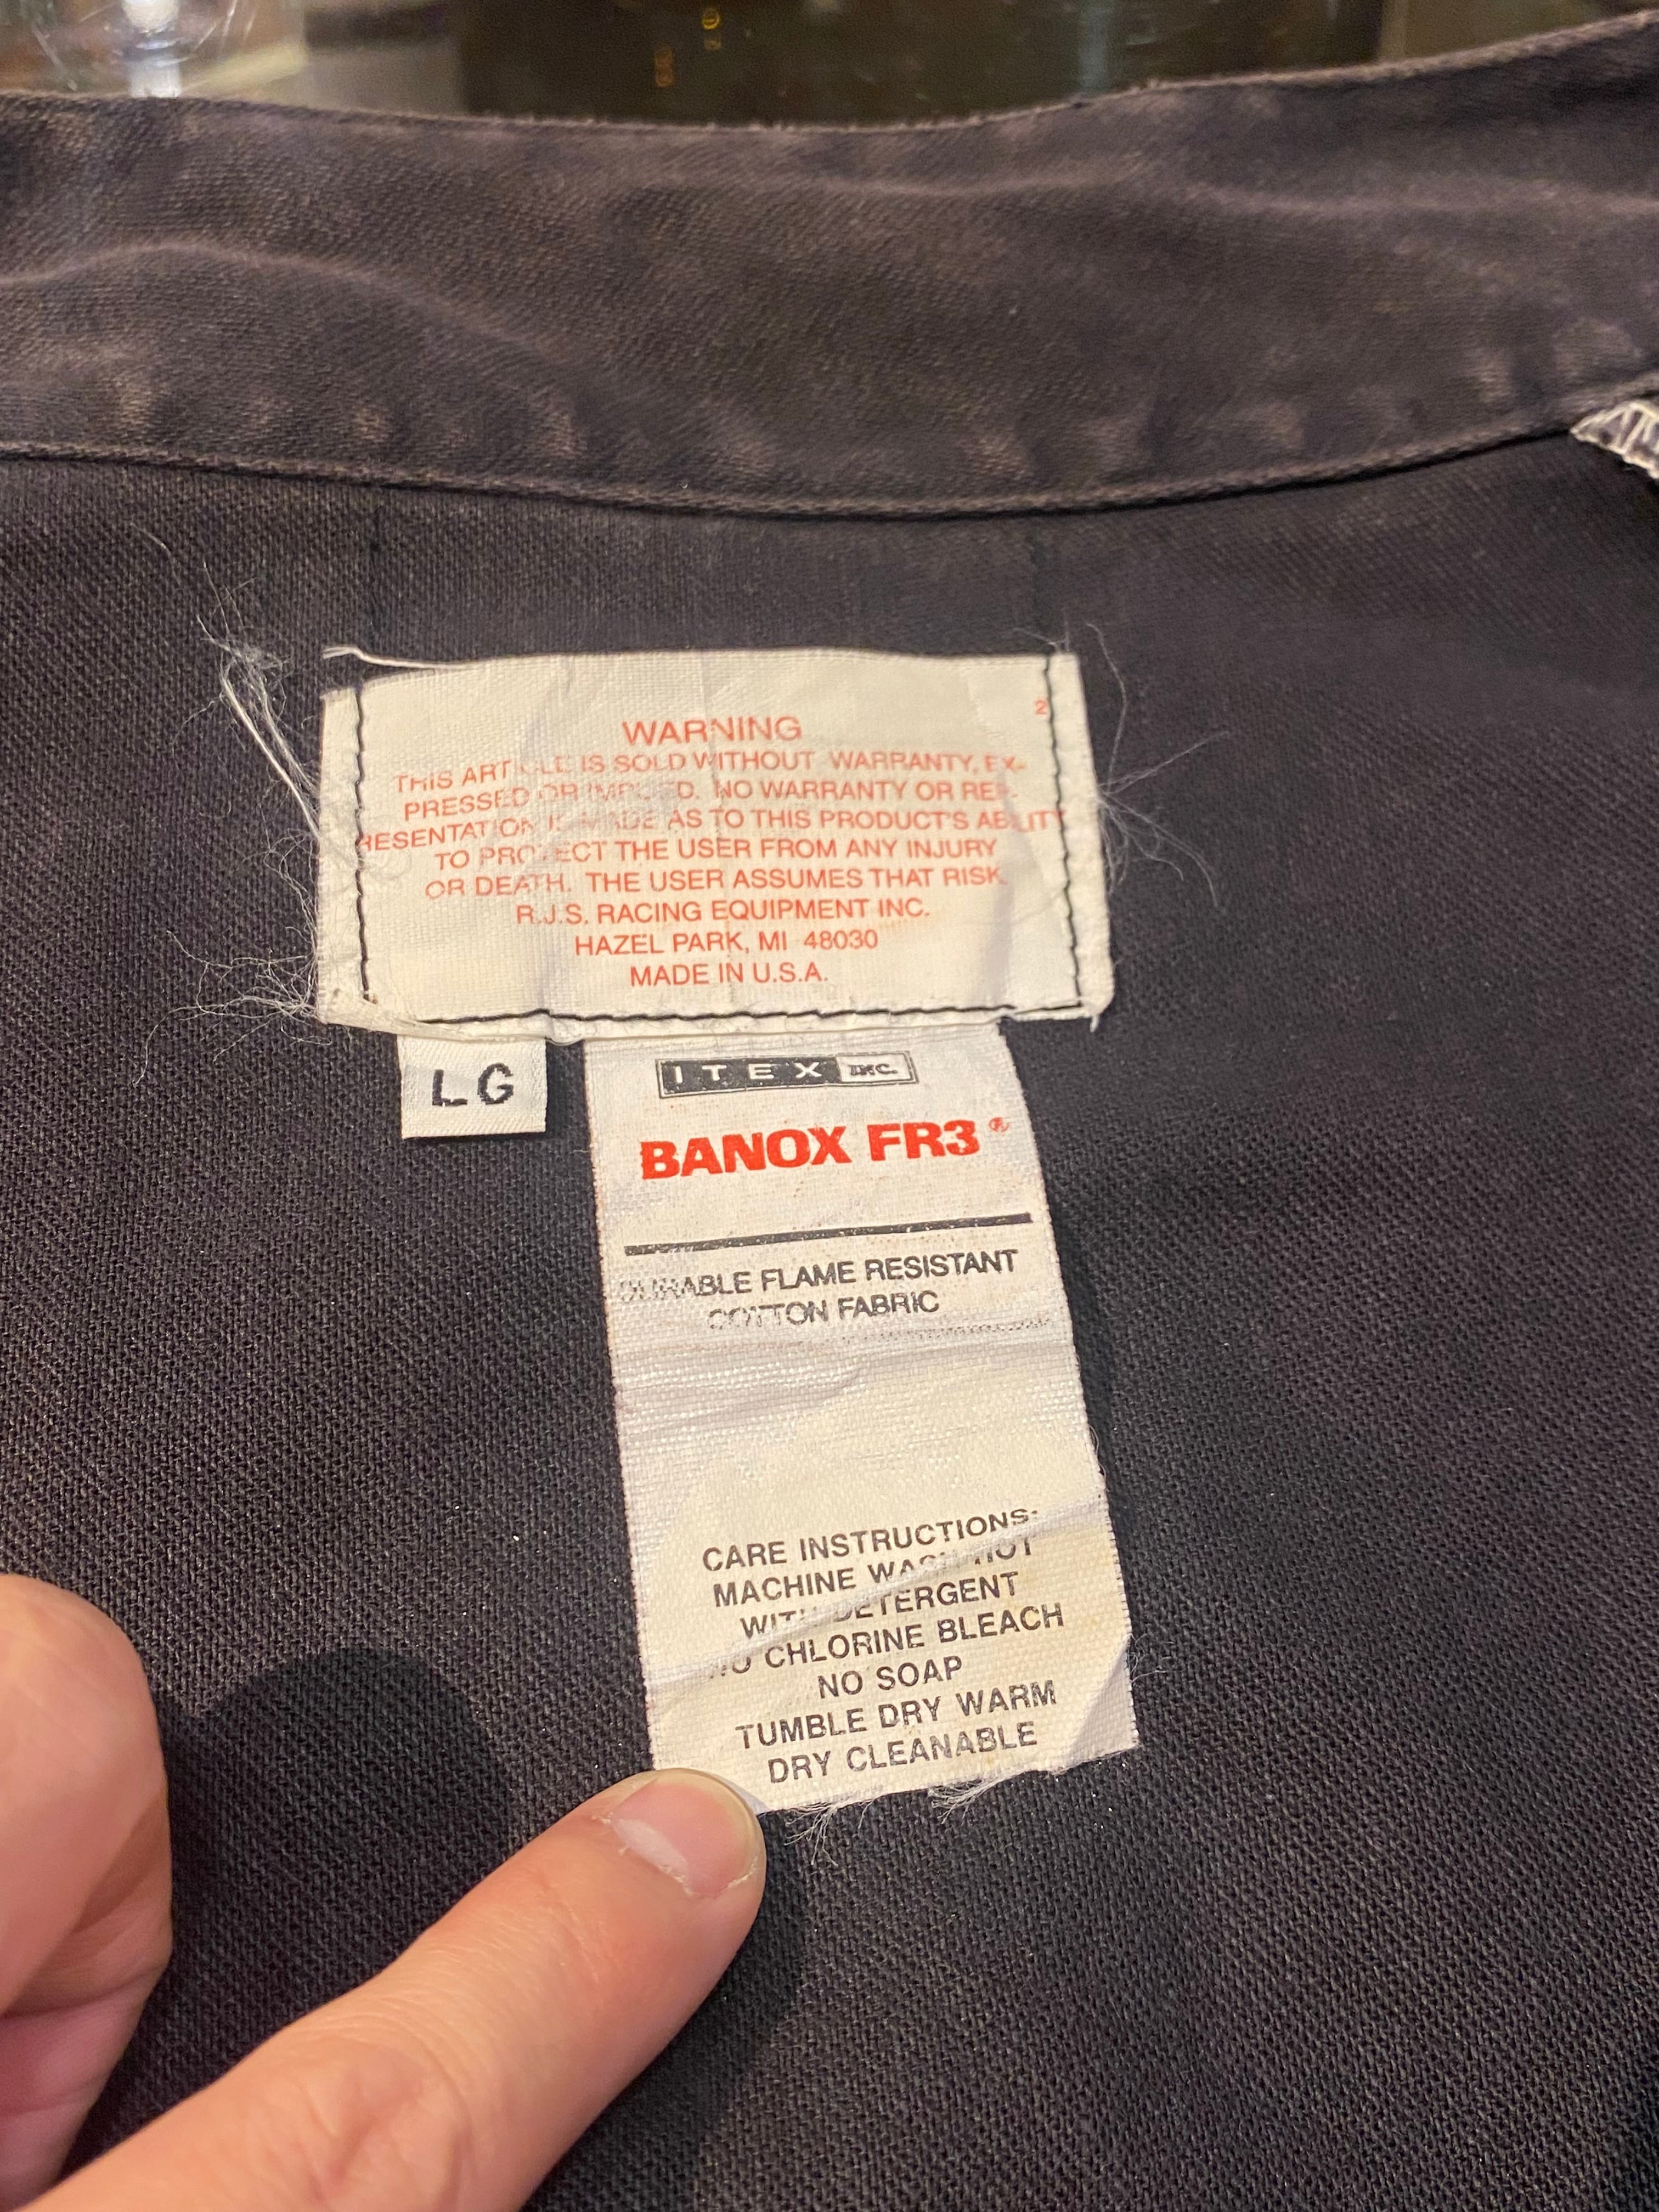 2
WARNING
THIS ARTICLE IS SOLD WITHOUT WARRANTY, EX-
PRESSED OR IMPLIED. NO WARRANTY OR REP-
RESENTATION IS MADE AS TO THIS PRODUCT'S ABILITY
TO PROTECT THE USER FROM ANY INJURY
OR DEATH. THE USER ASSUMES THAT RISK
R.J.S. RACING EQUIPMENT INC.
HAZEL PARK, MI 48030
MADE IN U.S.A.
LG
ITEX INC.
BANOX FR3®
DURABLE FLAME RESISTANT
COTTON FABRIC
CARE INSTRUCTIONS:
MACHINE WASH HOT
WITH DETERGENT
NO CHLORINE BLEACH
NO SOAP
TUMBLE DRY WARM
DRY CLEANABLE